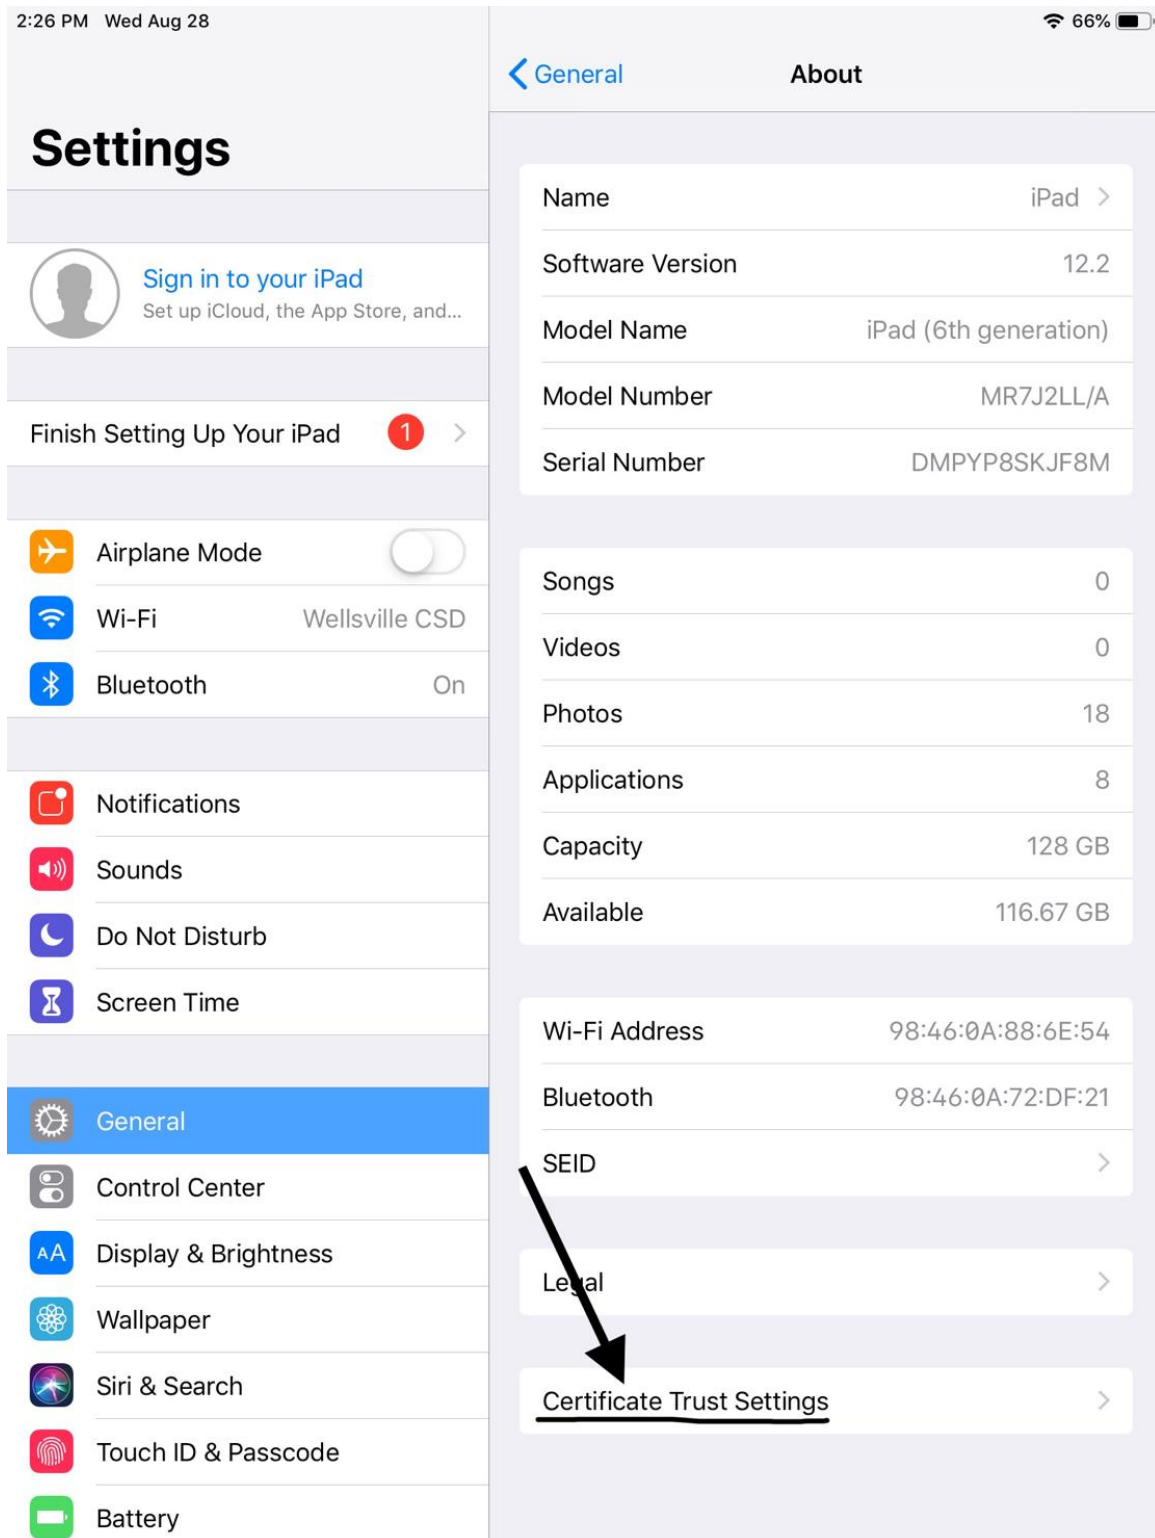 2:26 PM Wed Aug 28
66%
Settings
Sign in to your iPad
Set up iCloud, the App Store, and...
Finish Setting Up Your iPad 1
Airplane Mode
Wi-Fi Wellsville CSD
Bluetooth On
Notifications
Sounds
Do Not Disturb
Screen Time
General
Control Center
AA Display & Brightness
Wallpaper
Siri & Search
Touch ID & Passcode
Battery
General About
Name iPad
Software Version 12.2
Model Name iPad (6th generation)
Model Number MR7J2LL/A
Serial Number DMPYP8SKJF8M
Songs 0
Videos 0
Photos 18
Applications 8
Capacity 128 GB
Available 116.67 GB
Wi-Fi Address 98:46:0A:88:6E:54
Bluetooth 98:46:0A:72:DF:21
SEID
Legal
Certificate Trust Settings